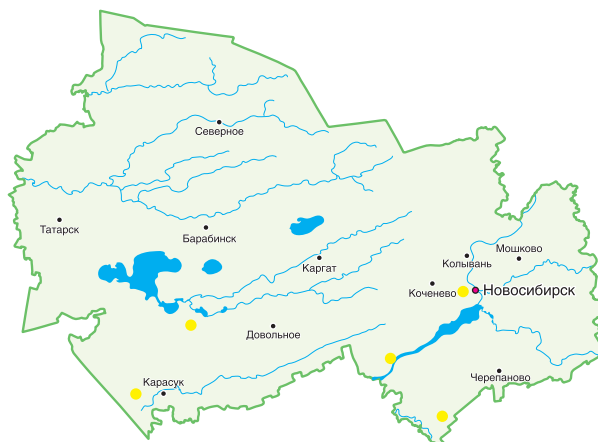 Северное
Татарск
Барабинск
Каргат
Мошково
Колывань
Коченево
Новосибирск
Довольное
Карасук
Черепаново